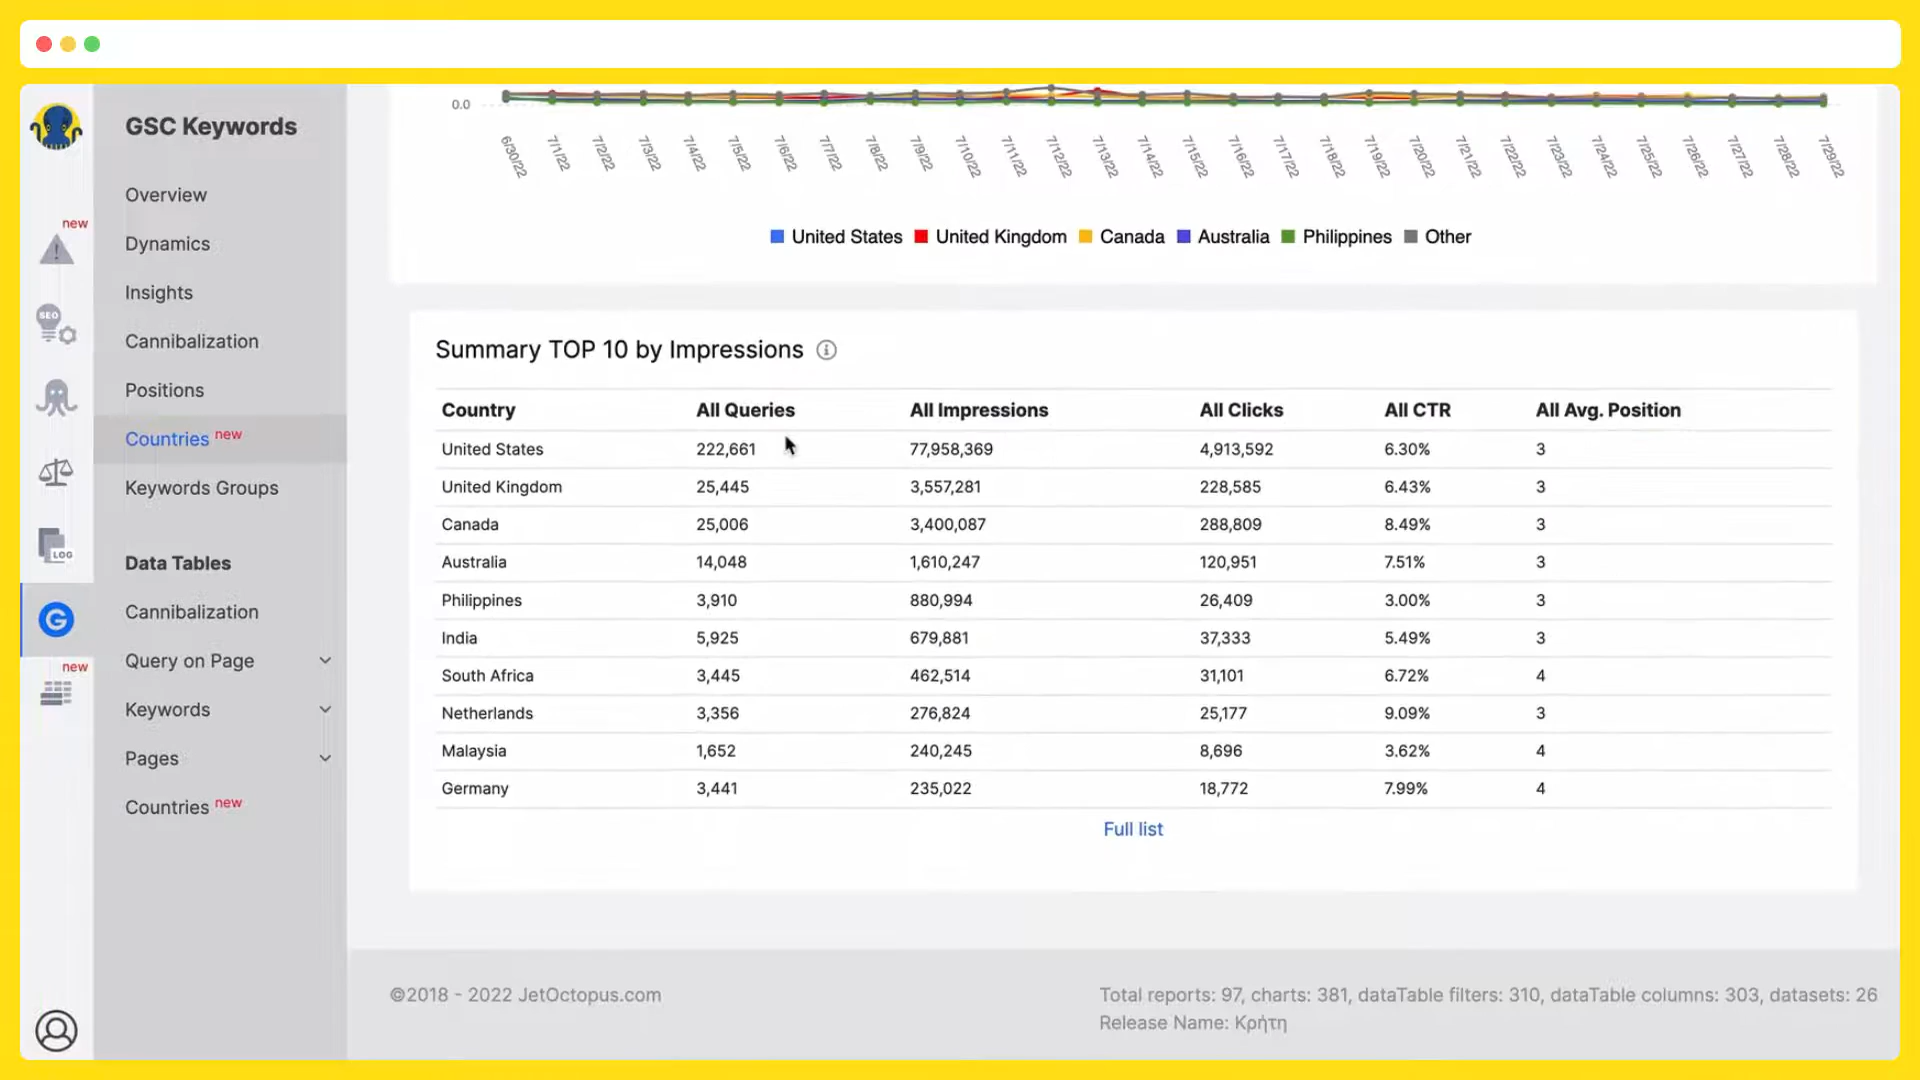 GSC Keywords
Overview
new
Dynamics
Insights
SEO
Cannibalization
Positions
Countries new
Keywords Groups
LOG
Data Tables
Cannibalization
G
Query on Page
new
Keywords
Pages
Countries new
0.0
6/30/22 7/1/22 7/2/22 7/3/22 7/4/22 7/5/22 7/6/22 7/7/22 7/8/22 7/9/22 7/10/22 7/11/22 7/12/22 7/13/22 7/14/22 7/15/22 7/16/22 7/17/22 7/18/22 7/19/22 7/20/22 7/21/22 7/22/22 7/23/22 7/24/22 7/25/22 7/26/22 7/27/22 7/28/22 7/29/22
United States United Kingdom Canada Australia Philippines Other
Summary TOP 10 by Impressions
Country All Queries All Impressions All Clicks All CTR All Avg. Position
United States 222,661 77,958,369 4,913,592 6.30% 3
United Kingdom 25,445 3,557,281 228,585 6.43% 3
Canada 25,006 3,400,087 288,809 8.49% 3
Australia 14,048 1,610,247 120,951 7.51% 3
Philippines 3,910 880,994 26,409 3.00% 3
India 5,925 679,881 37,333 5.49% 3
South Africa 3,445 462,514 31,101 6.72% 4
Netherlands 3,356 276,824 25,177 9.09% 3
Malaysia 1,652 240,245 8,696 3.62% 4
Germany 3,441 235,022 18,772 7.99% 4
Full list
©2018 - 2022 JetOctopus.com
Total reports: 97, charts: 381, dataTable filters: 310, dataTable columns: 303, datasets: 26
Release Name: Κρήτη